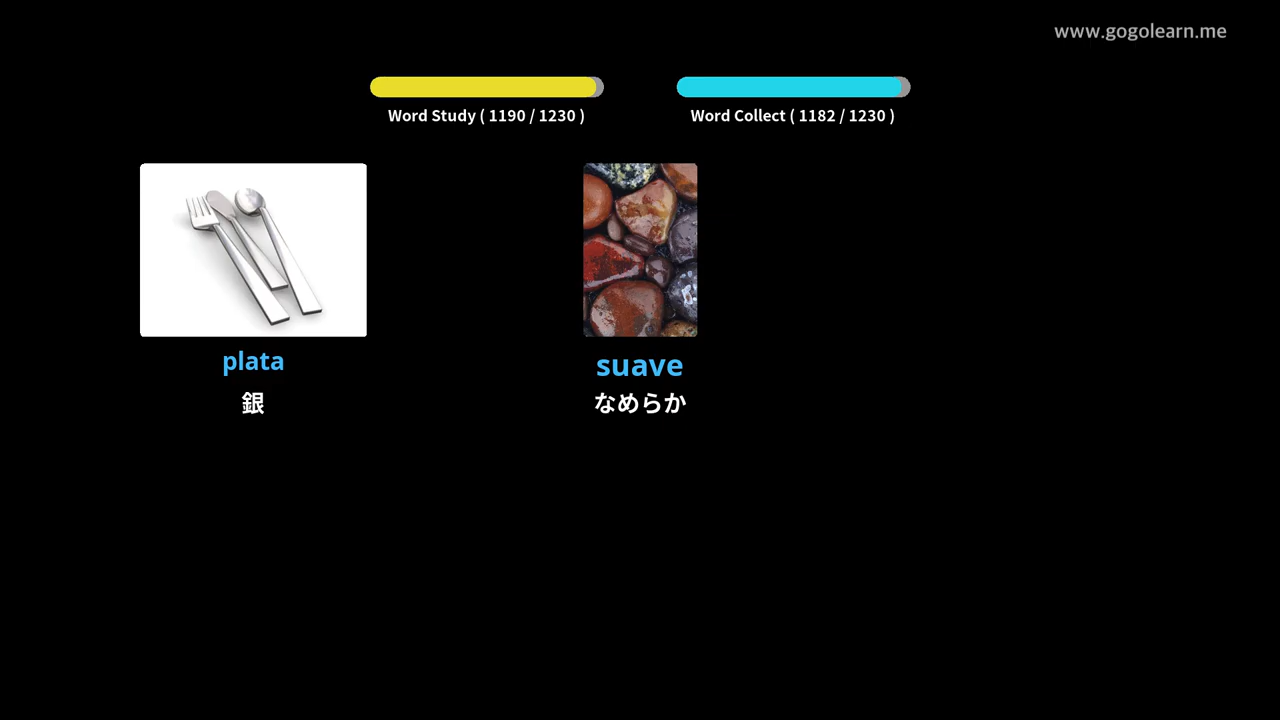 www.gogolearn.me
Word Study ( 1190 / 1230 )
Word Collect ( 1182 / 1230 )
plata
銀
suave
なめらか